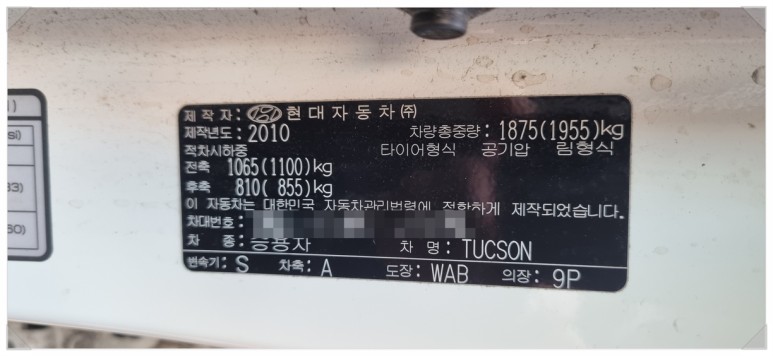 제 작 자: 현대자동차(주)
제작년도: 2010 차량총중량: 1875(1955)kg
적차시하중 타이어형식 공기압 림형식
전축 1065(1100)kg
후축 810( 855)kg
이 자동차는 대한민국 자동차관리법령에 적합하게 제작되었습니다.
차대번호:
차 종: 승용차 차 명: TUCSON
변속기: S 차축: A 도장: WAB 의장: 9P